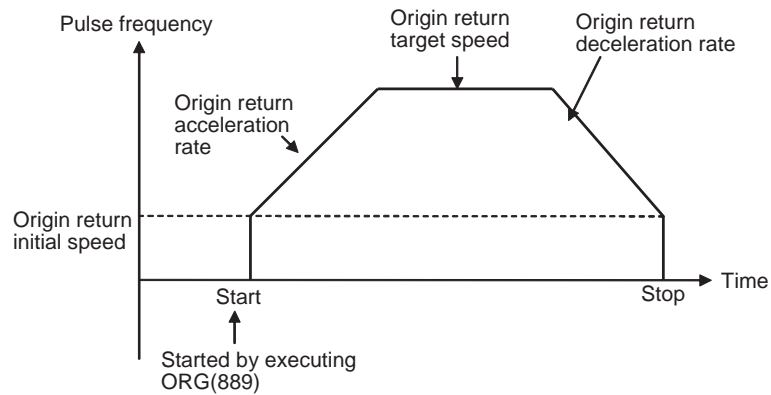 Pulse frequency
Origin return
target speed
Origin return
deceleration rate
Origin return
acceleration
rate
Origin return
initial speed
Start
Stop
Time
Started by executing
ORG(889)